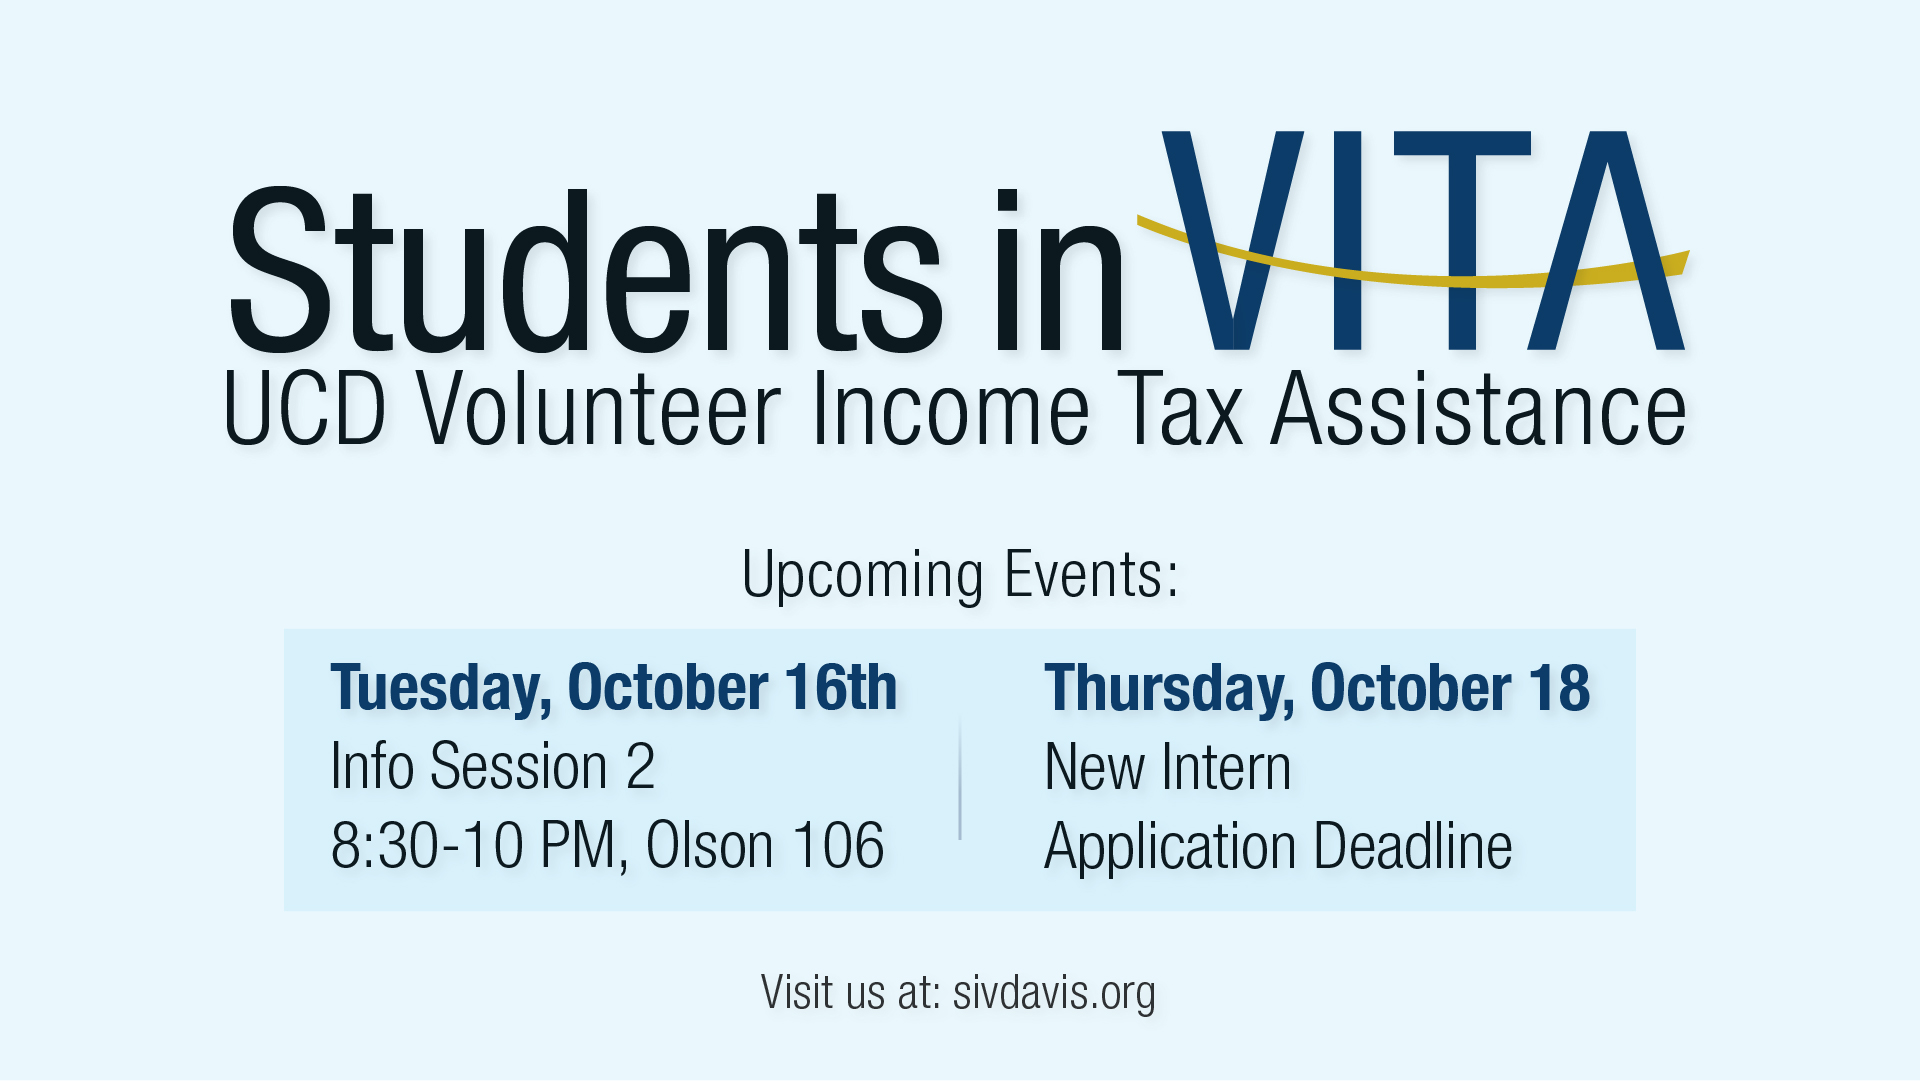 Students in VITA
UCD Volunteer Income Tax Assistance
Upcoming Events:
Tuesday, October 16th
Info Session 2
8:30-10 PM, Olson 106
Thursday, October 18
New Intern
Application Deadline
Visit us at: sivdavis.org